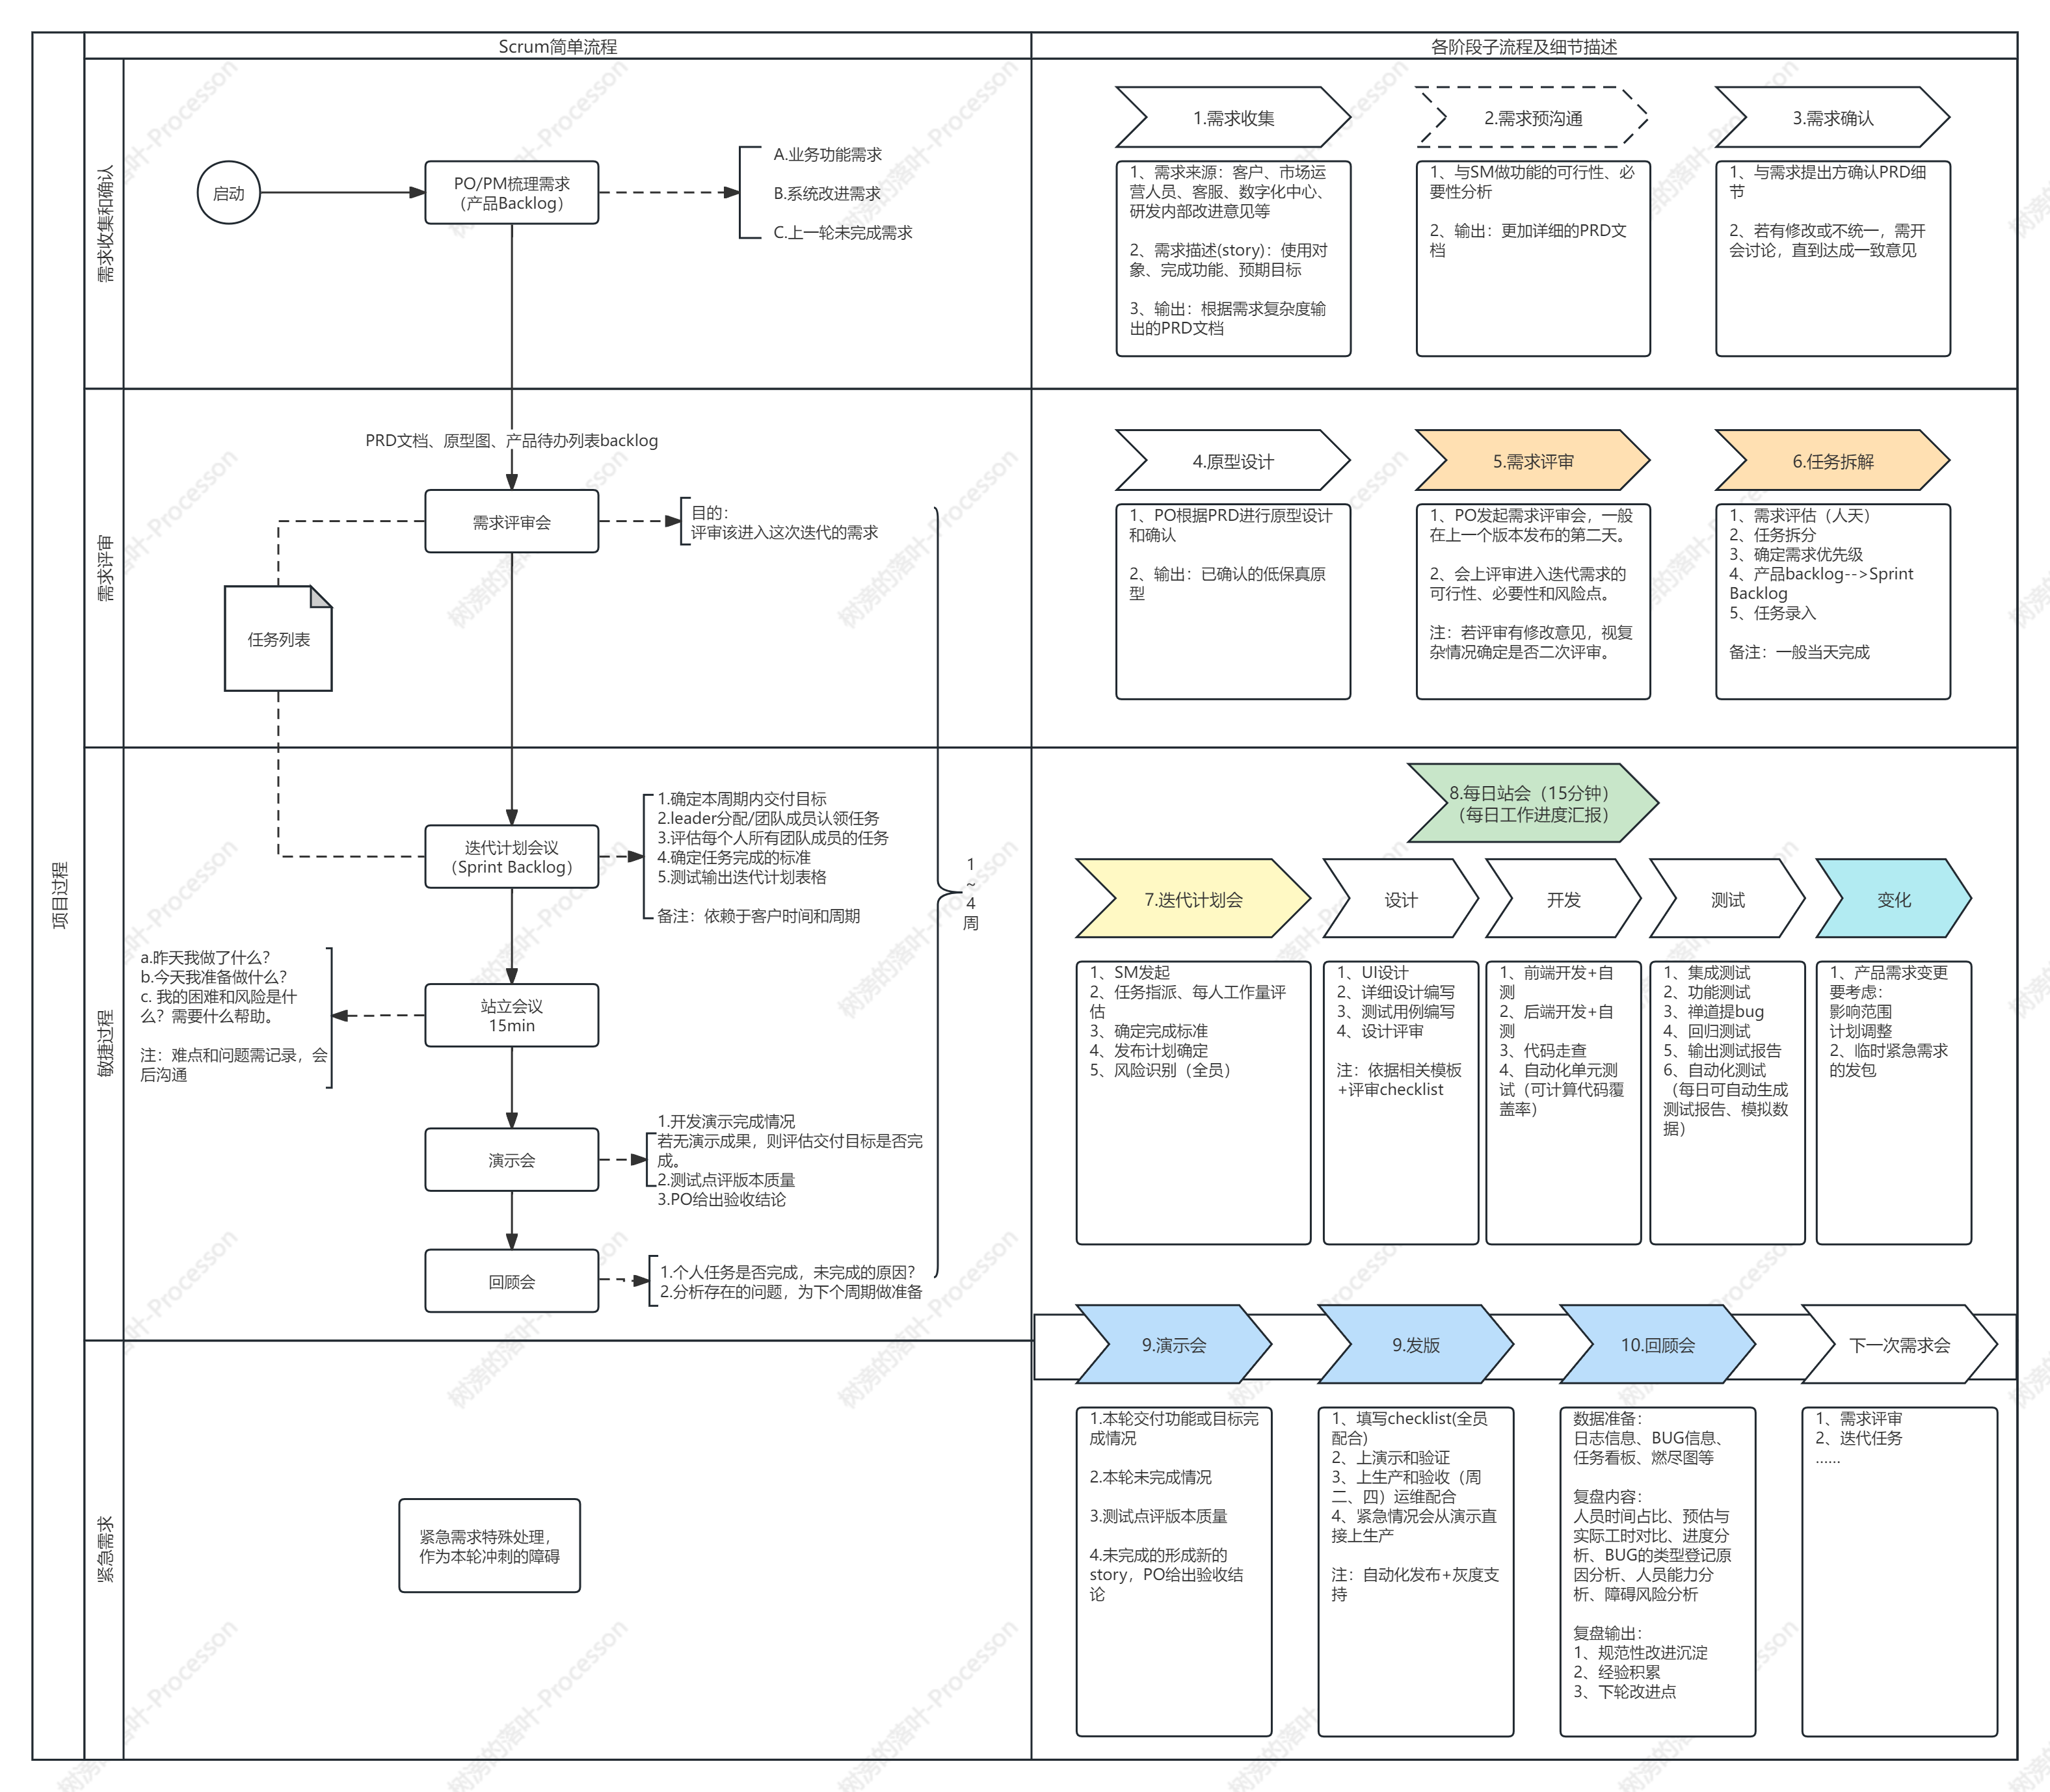 Scrum简单流程
各阶段子流程及细节描述
项目过程
需求收集和确认
启动
PO/PM梳理需求
（产品Backlog）
A.业务功能需求
B.系统改进需求
C.上一轮未完成需求
1.需求收集
1、需求来源：客户、市场运
营人员、客服、数字化中心、
研发内部改进意见等
2、需求描述(story)：使用对
象、完成功能、预期目标
3、输出：根据需求复杂度输
出的PRD文档
2.需求预沟通
1、与SM做功能的可行性、必
要性分析
2、输出：更加详细的PRD文
档
3.需求确认
1、与需求提出方确认PRD细
节
2、若有修改或不统一，需开
会讨论，直到达成一致意见
需求评审
PRD文档、原型图、产品待办列表backlog
需求评审会
目的：
评审该进入这次迭代的需求
任务列表
4.原型设计
1、PO根据PRD进行原型设计
和确认
2、输出：已确认的低保真原
型
5.需求评审
1、PO发起需求评审会，一般
在上一个版本发布的第二天。
2、会上评审进入迭代需求的
可行性、必要性和风险点。
注：若评审有修改意见，视复
杂情况确定是否二次评审。
6.任务拆解
1、需求评估（人天）
2、任务拆分
3、确定需求优先级
4、产品backlog-->Sprint
Backlog
5、任务录入
备注：一般当天完成
敏捷过程
迭代计划会议
（Sprint Backlog）
1.确定本周期内交付目标
2.leader分配/团队成员认领任务
3.评估每个人所有团队成员的任务
4.确定任务完成的标准
5.测试输出迭代计划表格
备注：依赖于客户时间和周期
1
~
4
周
a.昨天我做了什么？
b.今天我准备做什么？
c. 我的困难和风险是什
么？需要什么帮助。
注：难点和问题需记录，会
后沟通
站立会议
15min
演示会
1.开发演示完成情况
若无演示成果，则评估交付目标是否完
成。
2.测试点评版本质量
3.PO给出验收结论
回顾会
1.个人任务是否完成，未完成的原因？
2.分析存在的问题，为下个周期做准备
8.每日站会（15分钟）
（每日工作进度汇报）
7.迭代计划会
1、SM发起
2、任务指派、每人工作量评
估
3、确定完成标准
4、发布计划确定
5、风险识别（全员）
设计
1、UI设计
2、详细设计编写
3、测试用例编写
4、设计评审
注：依据相关模板
+评审checklist
开发
1、前端开发+自
测
2、后端开发+自
测
3、代码走查
4、自动化单元测
试（可计算代码覆
盖率）
测试
1、集成测试
2、功能测试
3、禅道提bug
4、回归测试
5、输出测试报告
6、自动化测试
（每日可自动生成
测试报告、模拟数
据）
变化
1、产品需求变更
要考虑：
影响范围
计划调整
2、临时紧急需求
的发包
紧急需求
紧急需求特殊处理，
作为本轮冲刺的障碍
9.演示会
1.本轮交付功能或目标完
成情况
2.本轮未完成情况
3.测试点评版本质量
4.未完成的形成新的
story，PO给出验收结
论
9.发版
1、填写checklist(全员
配合)
2、上演示和验证
3、上生产和验收（周
二、四）运维配合
4、紧急情况会从演示直
接上生产
注：自动化发布+灰度支
持
10.回顾会
数据准备：
日志信息、BUG信息、
任务看板、燃尽图等
复盘内容：
人员时间占比、预估与
实际工时对比、进度分
析、BUG的类型登记原
因分析、人员能力分
析、障碍风险分析
复盘输出：
1、规范性改进沉淀
2、经验积累
3、下轮改进点
下一次需求会
1、需求评审
2、迭代任务
......